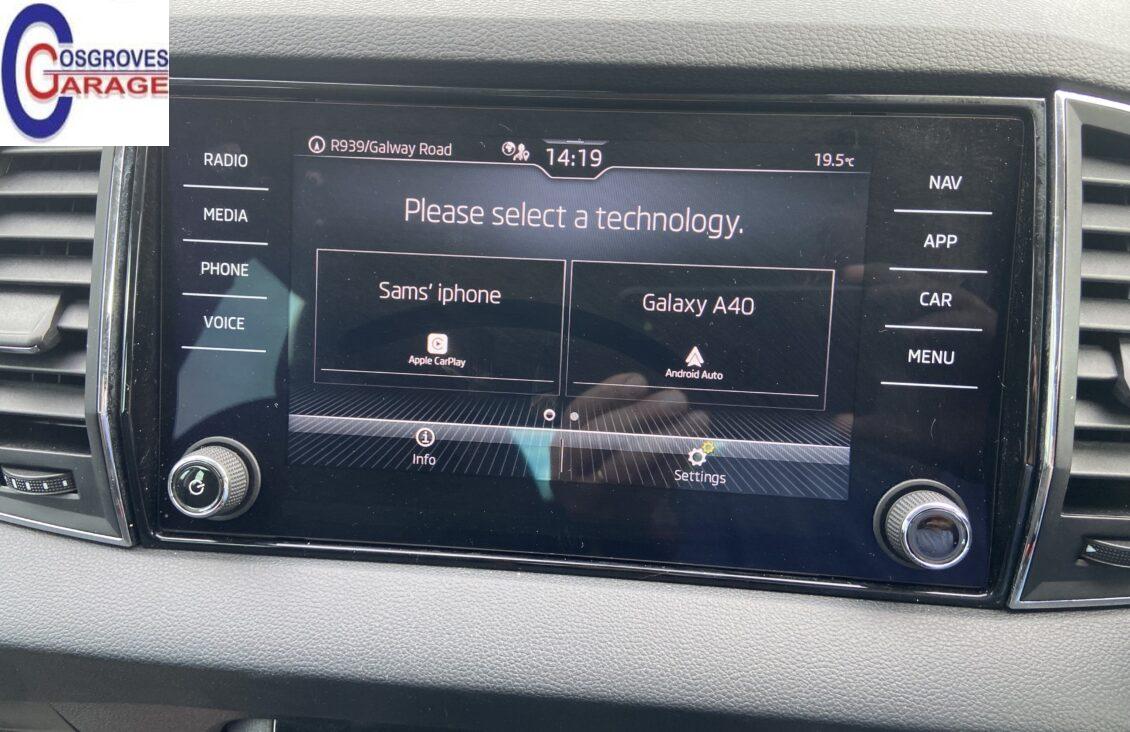 COSGROVES
GARAGE
R939/Galway Road
14:19
19.5°C
Please select a technology.
Sams' iphone
Apple CarPlay
Galaxy A40
Android Auto
Info
Settings
RADIO
MEDIA
PHONE
VOICE
NAV
APP
CAR
MENU